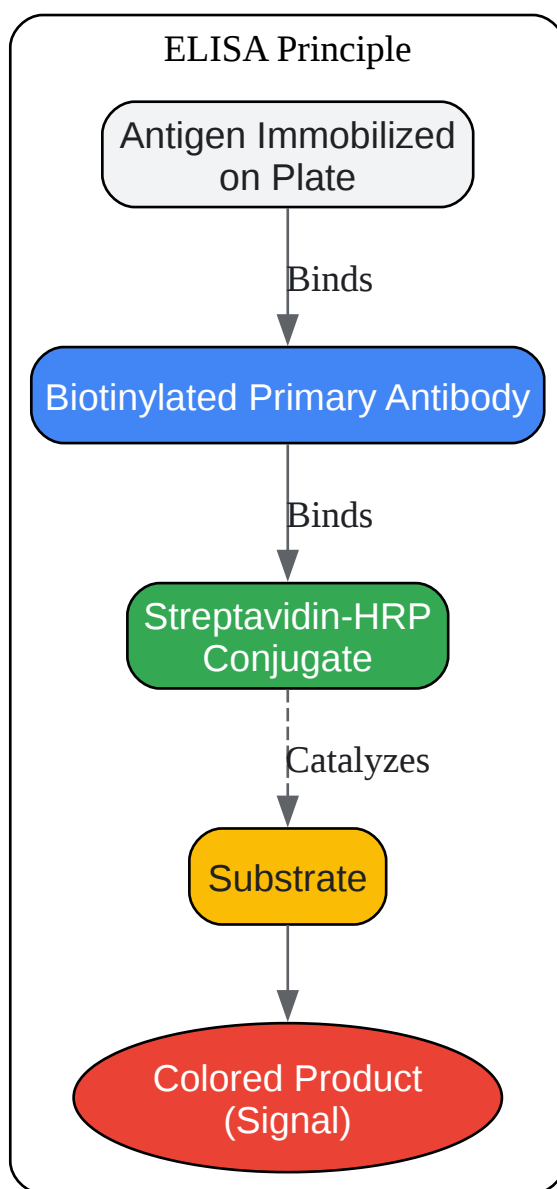 ELISA Principle
Antigen Immobilized
on Plate
Binds
Biotinylated Primary Antibody
Binds
Streptavidin-HRP
Conjugate
Catalyzes
Substrate
Colored Product
(Signal)